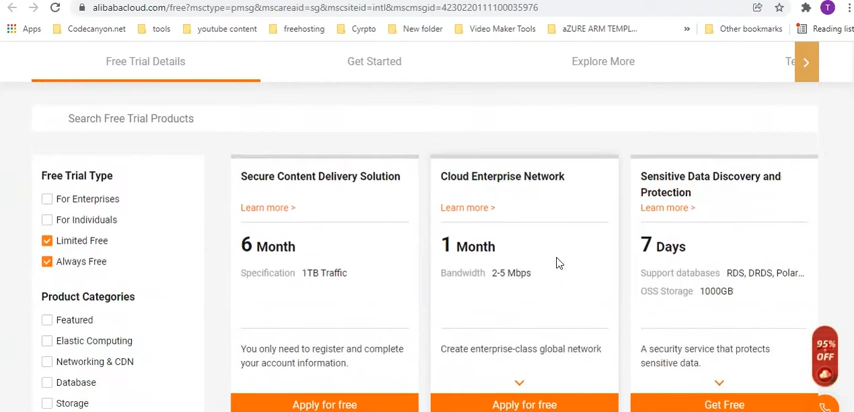 alibabacloud.com/free?msctype=pmsg&mscareaid=sg&mscsiteid=intl&mscmsgid=4230220111100035976
T
Apps
Codecanyon.net
tools
youtube content
freehosting
Cyrpto
New folder
Video Maker Tools
aZURE ARM TEMPL...
»
Other bookmarks
Reading list
Free Trial Details
Get Started
Explore More
Te
Search Free Trial Products
Free Trial Type
For Enterprises
For Individuals
Limited Free
Always Free
Product Categories
Featured
Elastic Computing
Networking & CDN
Database
Storage
Secure Content Delivery Solution
Learn more >
6 Month
Specification 1TB Traffic
You only need to register and complete
your account information.
Apply for free
Cloud Enterprise Network
Learn more >
1 Month
Bandwidth 2-5 Mbps
Create enterprise-class global network
Apply for free
Sensitive Data Discovery and
Protection
Learn more >
7 Days
Support databases RDS, DRDS, Polar...
OSS Storage 1000GB
A security service that protects
sensitive data.
Get Free
95%
OFF